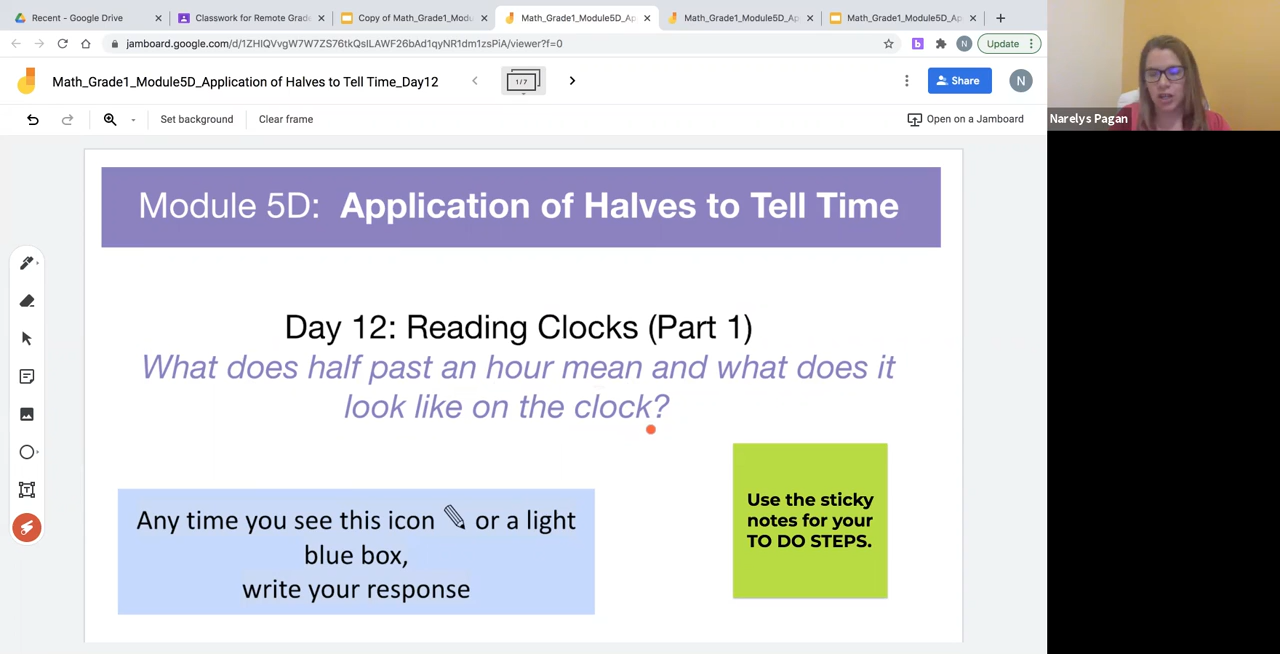 Recent - Google Drive
Classwork for Remote Grade
Copy of Math_Grade1_Modu
Math_Grade1_Module5D_Ap
Math_Grade1_Module5D_Ap
Math_Grade1_Module5D_Ap
jamboard.google.com/d/1ZHIQVvgW7W7ZS76tkQsILAWF26bAd1qyNR1dm1zsPiA/viewer?f=0
b
N
Update
Math_Grade1_Module5D_Application of Halves to Tell Time_Day12
1/7
Share
N
Set background
Clear frame
Open on a Jamboard
Narelys Pagan
Module 5D: Application of Halves to Tell Time
Day 12: Reading Clocks (Part 1)
What does half past an hour mean and what does it
look like on the clock?
Any time you see this icon or a light
blue box,
write your response
Use the sticky
notes for your
TO DO STEPS.